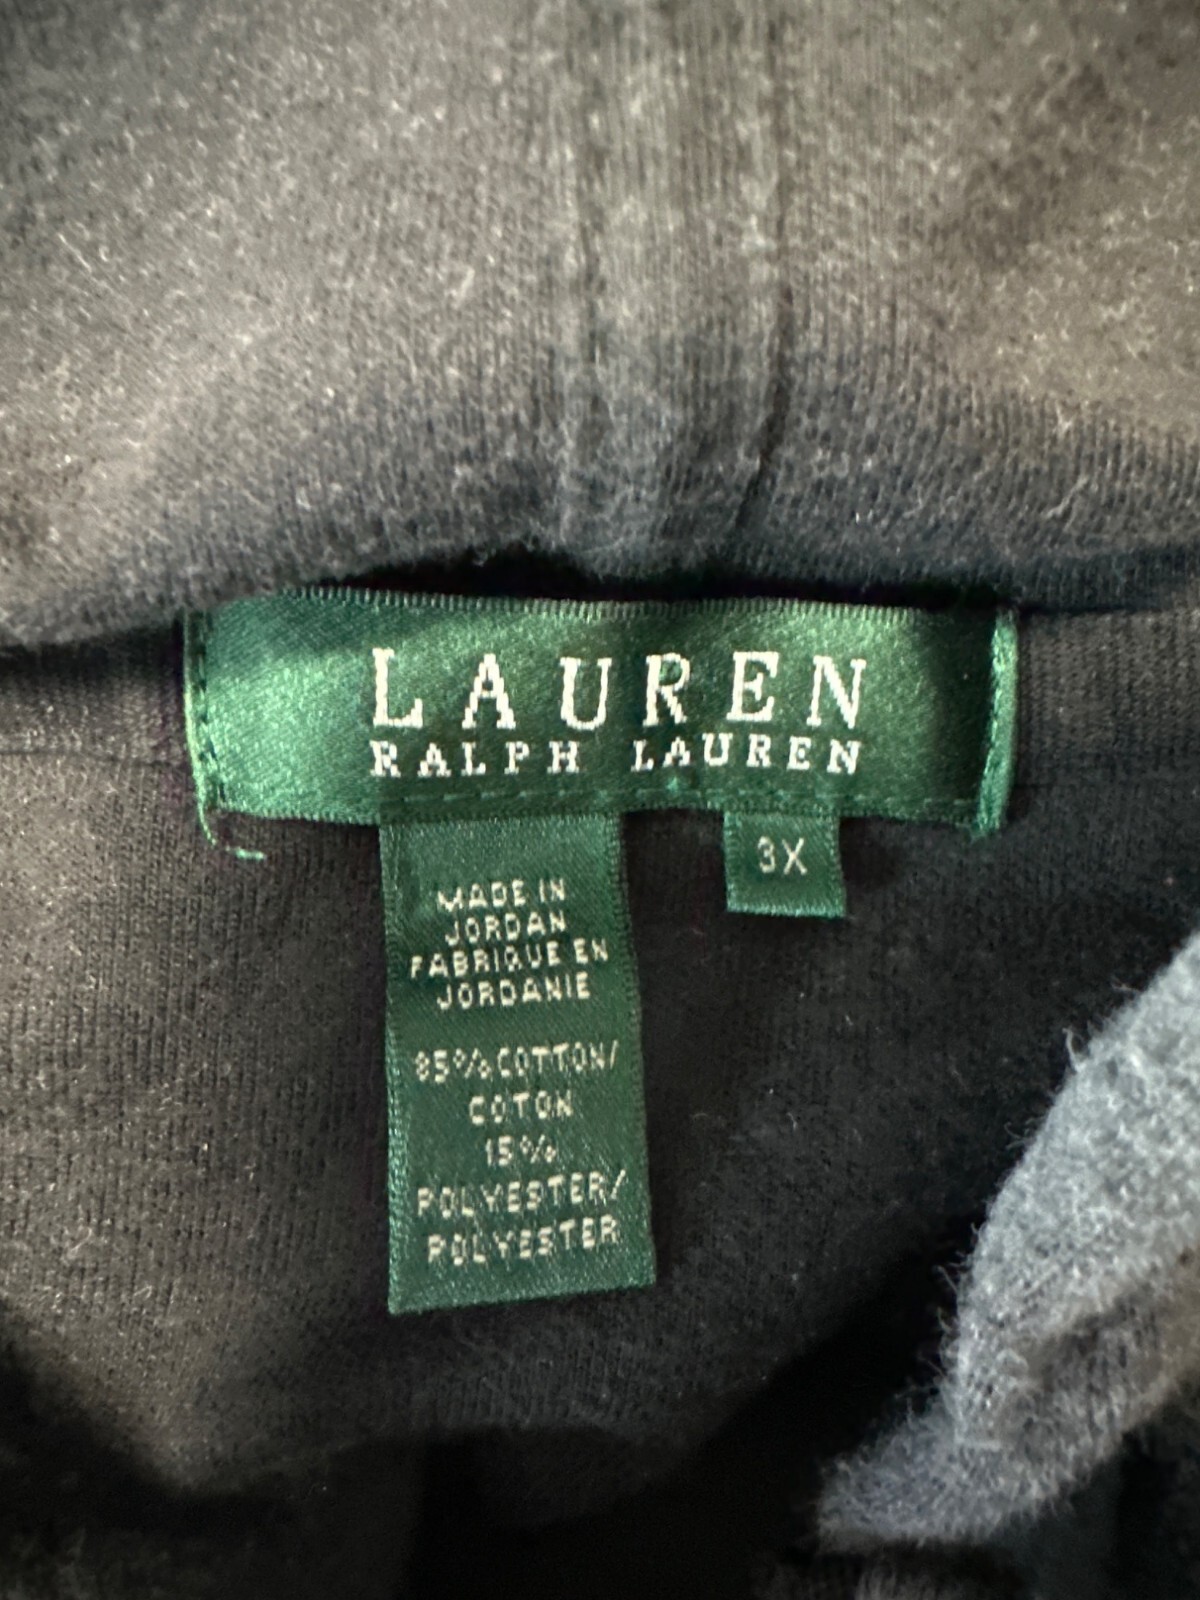 LAUREN
RALPH LAUREN
3X
MADE IN
JORDAN
FABRIQUE EN
JORDANIE
85% COTTON/
COTON
15%
POLYESTER/
POLYESTER